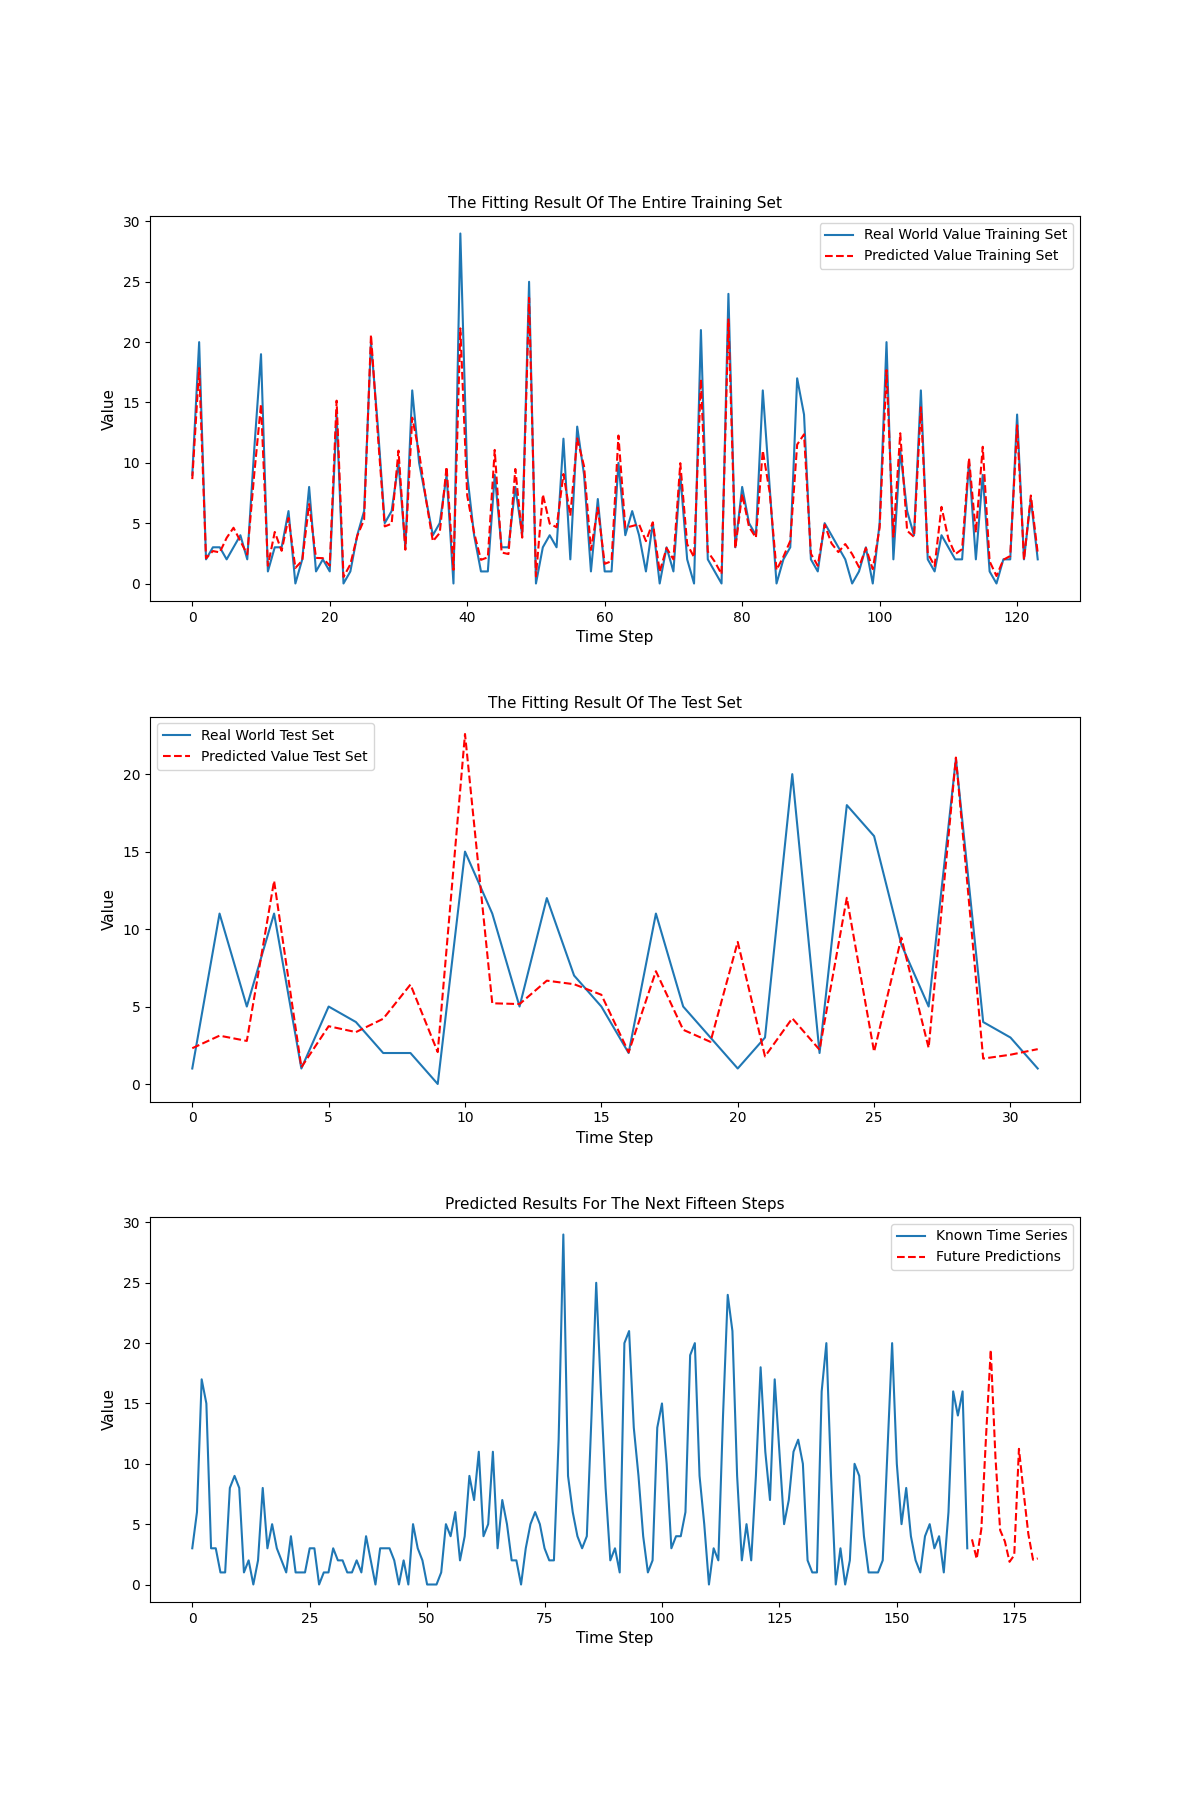 The Fitting Result Of The Entire Training Set
30
25
20
15
10
5
0
Value
Real World Value Training Set
Predicted Value Training Set
0 20 40 60 80 100 120
Time Step
The Fitting Result Of The Test Set
20
15
10
5
0
Value
Real World Test Set
Predicted Value Test Set
0 5 10 15 20 25 30
Time Step
Predicted Results For The Next Fifteen Steps
30
25
20
15
10
5
0
Value
Known Time Series
Future Predictions
0 25 50 75 100 125 150 175
Time Step